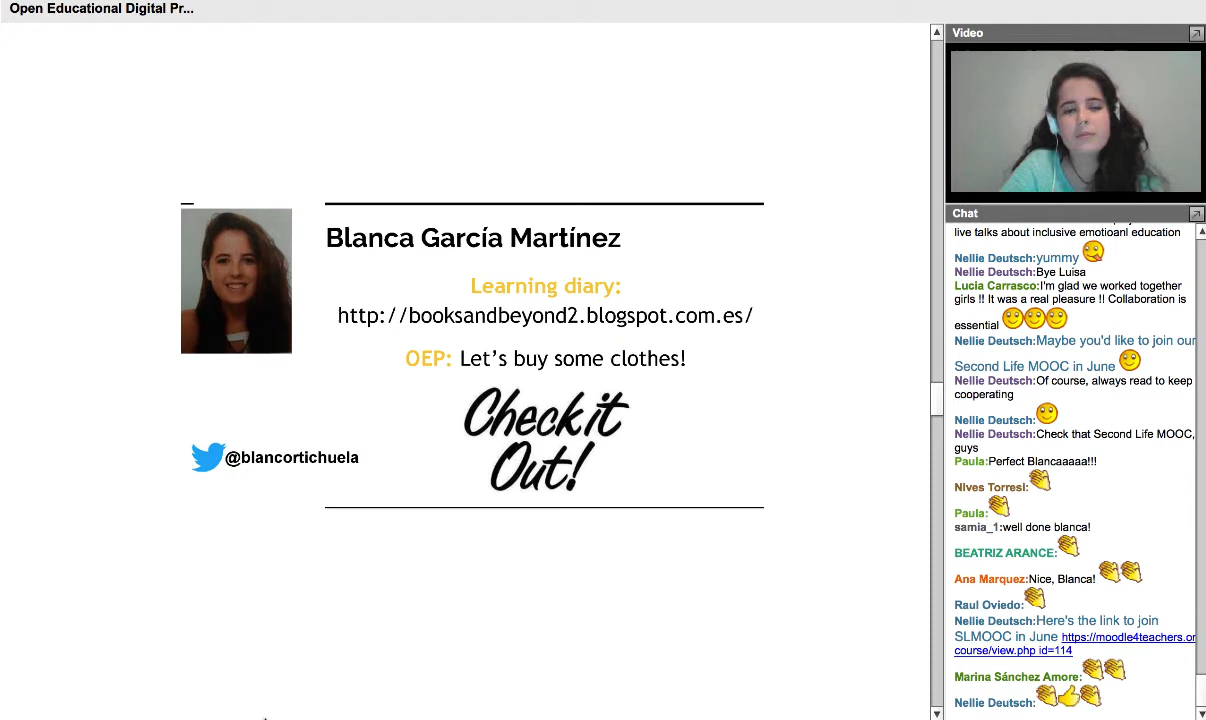 Open Educational Digital Pr...
Blanca García Martínez
Learning diary:
http://booksandbeyond2.blogspot.com.es/
OEP: Let's buy some clothes!
Check it
Out!
@blancortichuela
Video
Chat
live talks about inclusive emotioanl education
Nellie Deutsch:yummy
Nellie Deutsch:Bye Luisa
Lucia Carrasco:I'm glad we worked together
girls !! It was a real pleasure !! Collaboration is
essential
Nellie Deutsch:Maybe you'd like to join our
Second Life MOOC in June
Nellie Deutsch:Of course, always read to keep
cooperating
Nellie Deutsch:
Nellie Deutsch:Check that Second Life MOOC,
guys
Paula:Perfect Blancaaaaa!!!
Nives Torresi:
Paula:
samia_1:well done blanca!
BEATRIZ ARANCE:
Ana Marquez:Nice, Blanca!
Raul Oviedo:
Nellie Deutsch:Here's the link to join
SLMOOC in June https://moodle4teachers.or
course/view.php id=114
Marina Sánchez Amore:
Nellie Deutsch: